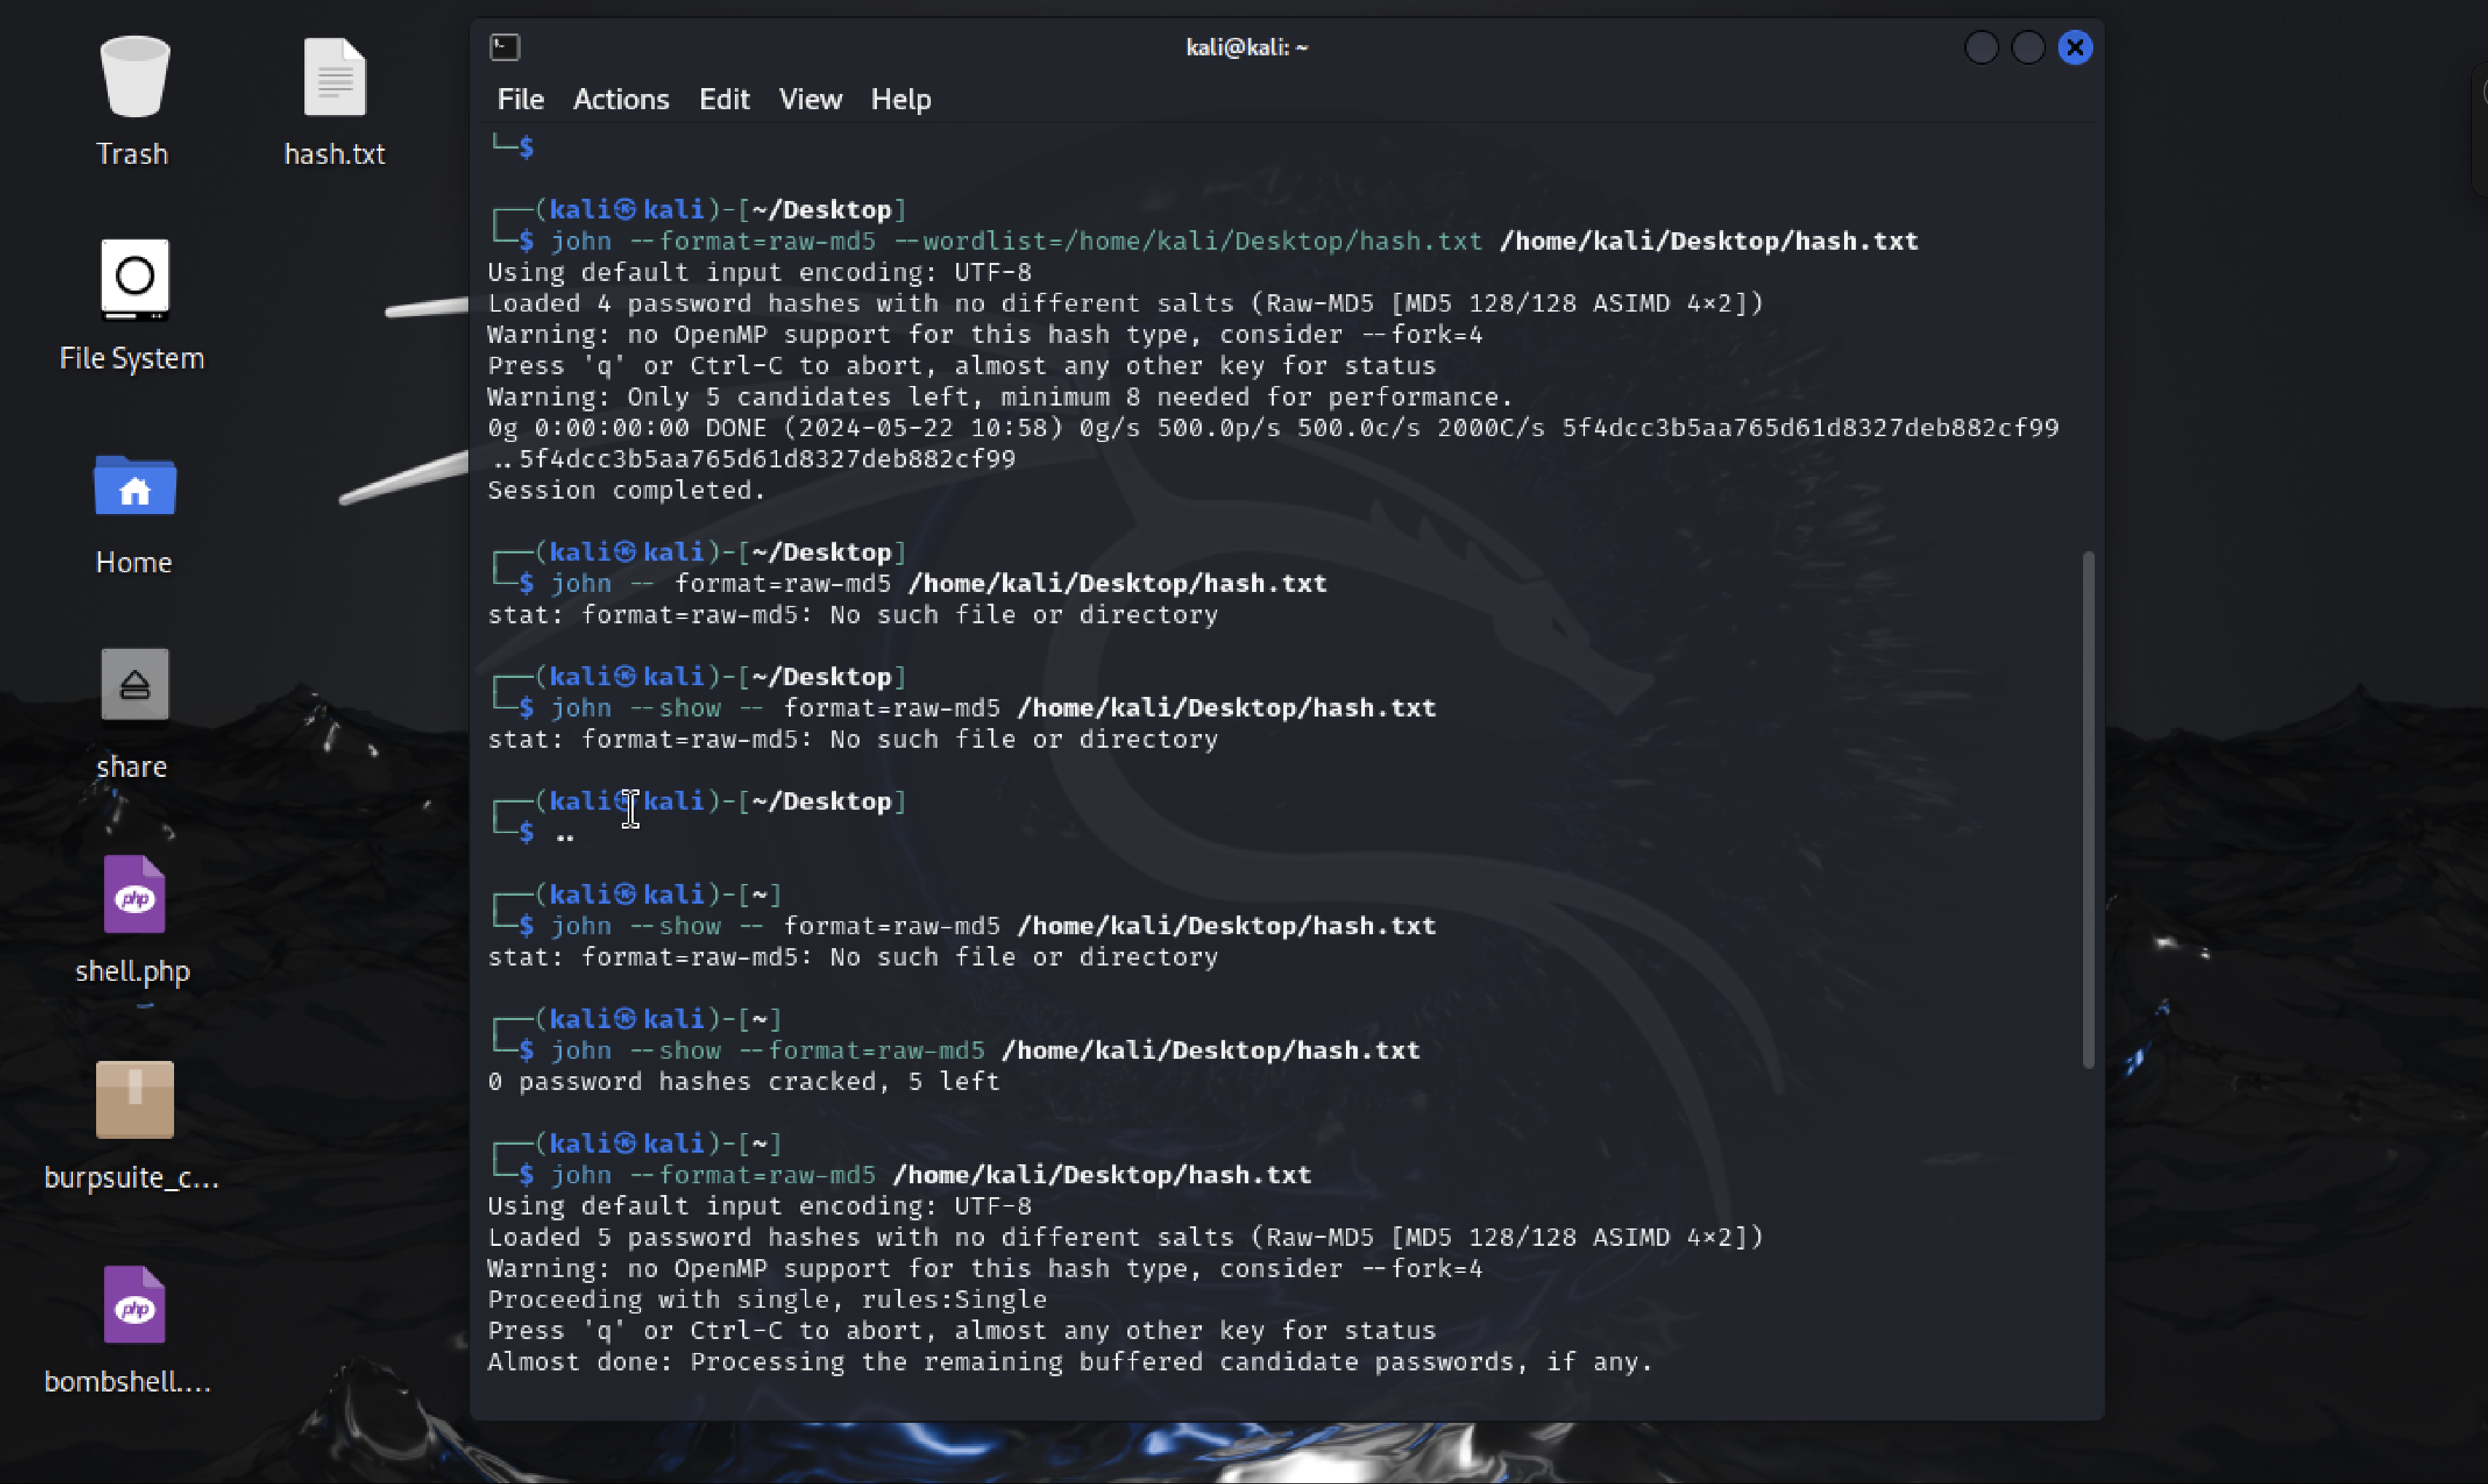 kali@kali: ~
File Actions Edit View Help
Trash
hash.txt
File System
Home
share
shell.php
burpsuite_c...
bombshell....
└─$
┌──(kali㉿kali)-[~/Desktop]
└─$ john --format=raw-md5 --wordlist=/home/kali/Desktop/hash.txt /home/kali/Desktop/hash.txt
Using default input encoding: UTF-8
Loaded 4 password hashes with no different salts (Raw-MD5 [MD5 128/128 ASIMD 4×2])
Warning: no OpenMP support for this hash type, consider --fork=4
Press 'q' or Ctrl-C to abort, almost any other key for status
Warning: Only 5 candidates left, minimum 8 needed for performance.
0g 0:00:00:00 DONE (2024-05-22 10:58) 0g/s 500.0p/s 500.0c/s 2000C/s 5f4dcc3b5aa765d61d8327deb882cf99
..5f4dcc3b5aa765d61d8327deb882cf99
Session completed.
┌──(kali㉿kali)-[~/Desktop]
└─$ john -- format=raw-md5 /home/kali/Desktop/hash.txt
stat: format=raw-md5: No such file or directory
┌──(kali㉿kali)-[~/Desktop]
└─$ john --show -- format=raw-md5 /home/kali/Desktop/hash.txt
stat: format=raw-md5: No such file or directory
┌──(kali㉿kali)-[~/Desktop]
└─$ ..
┌──(kali㉿kali)-[~]
└─$ john --show -- format=raw-md5 /home/kali/Desktop/hash.txt
stat: format=raw-md5: No such file or directory
┌──(kali㉿kali)-[~]
└─$ john --show --format=raw-md5 /home/kali/Desktop/hash.txt
0 password hashes cracked, 5 left
┌──(kali㉿kali)-[~]
└─$ john --format=raw-md5 /home/kali/Desktop/hash.txt
Using default input encoding: UTF-8
Loaded 5 password hashes with no different salts (Raw-MD5 [MD5 128/128 ASIMD 4×2])
Warning: no OpenMP support for this hash type, consider --fork=4
Proceeding with single, rules:Single
Press 'q' or Ctrl-C to abort, almost any other key for status
Almost done: Processing the remaining buffered candidate passwords, if any.